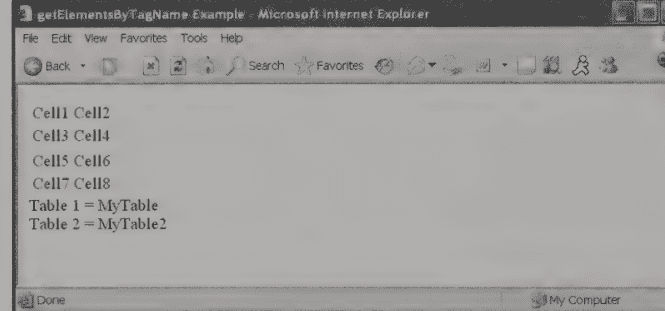 getElementsByTagName Example - Microsoft Internet Explorer
File Edit View Favorites Tools Help
Back Search Favorites
Cell1 Cell2
Cell3 Cell4
Cell5 Cell6
Cell7 Cell8
Table 1 = MyTable
Table 2 = MyTable2
Done My Computer